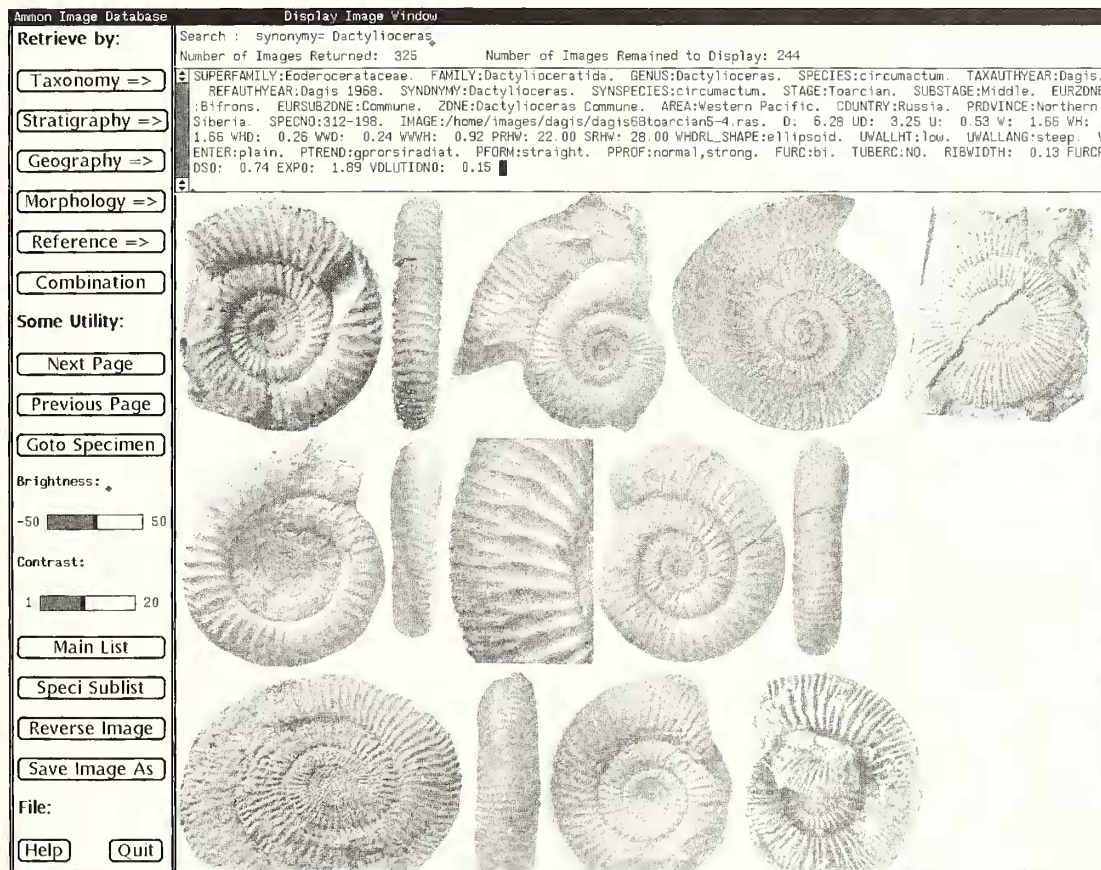 Ammon Image Database
Display Image Window
Retrieve by:
Taxonomy =>
Stratigraphy =>
Geography =>
Morphology =>
Reference =>
Combination
Some Utility:
Next Page
Previous Page
Goto Specimen
Brightness:
-50 50
Contrast:
1 20
Main List
Speci Sublist
Reverse Image
Save Image As
File:
Help Quit
Search : synonymy= Dactylioceras
Number of Images Returned: 325 Number of Images Remained to Display: 244
SUPERFAMILY:Eoderocerataceae. FAMILY:Dactylioceratida. GENUS:Dactylioceras. SPECIES:circumactum. TAXAUTHYEAR:Dagis,
REFAUTHYEAR:Dagis 1968. SYNONYMY:Dactylioceras. SYNSPECIES:circumactum. STAGE:Toarcian. SUBSTAGE:Middle. EURZONE
:Bifrons. EURSUBZONE:Commune. ZONE:Dactylioceras Commune. AREA:Western Pacific. COUNTRY:Russia. PROVINCE:Northern
Siberia. SPECNO:312-198. IMAGE:/home/images/dagis/dagis68toarcian5-4.ras. D: 6.28 UD: 3.25 U: 0.53 W: 1.66 WH:
1.66 WHD: 0.26 WWD: 0.24 WWWH: 0.92 PRHW: 22.00 SRHW: 28.00 WHORL_SHAPE:ellipsoid. UWALLHT:low. UWALLANG:steep. V
ENTER:plain. PTREND:gprorsiradiat. PFORM:straight. PPROF:normal,strong. FURC:bi. TUBERC:NO. RIBWIDTH: 0.13 FURCP
DSO: 0.74 EXPO: 1.89 VOLUTIONO: 0.15